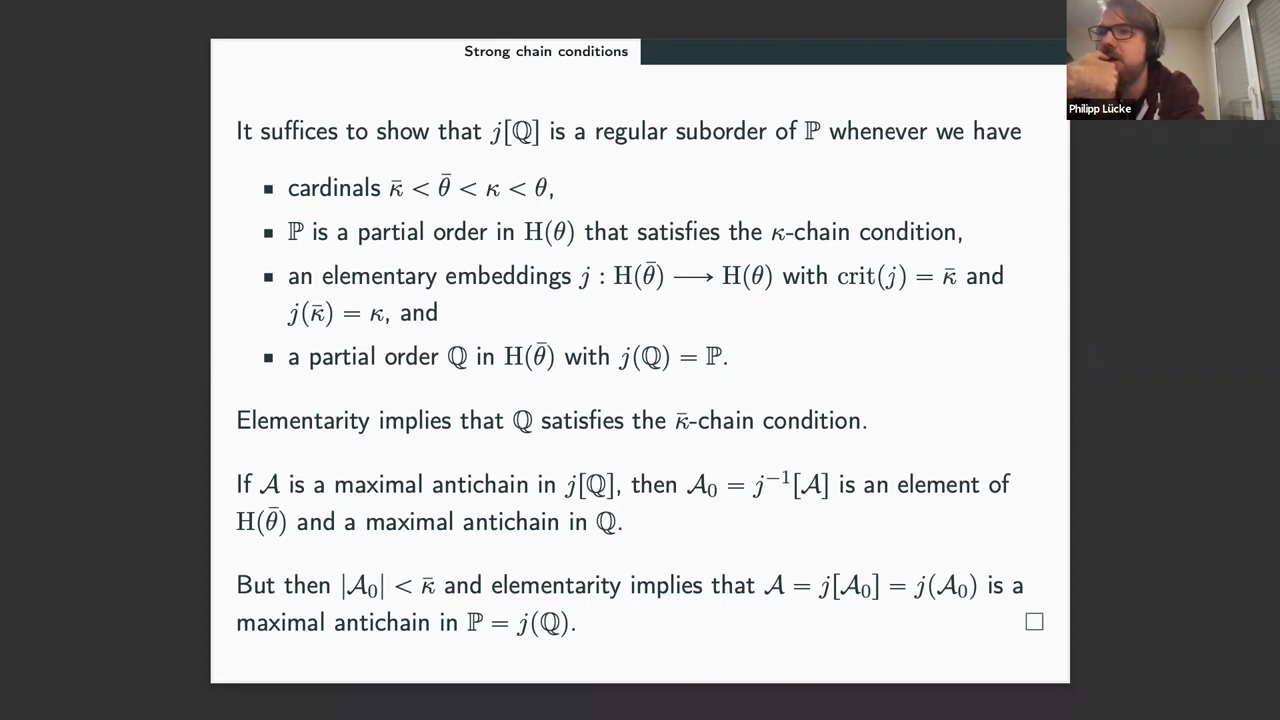 Strong chain conditions
It suffices to show that j[ℚ] is a regular suborder of ℙ whenever we have
▪ cardinals κ̄ < θ̄ < κ < θ,
▪ ℙ is a partial order in H(θ) that satisfies the κ-chain condition,
▪ an elementary embeddings j : H(θ̄) ⟶ H(θ) with crit(j) = κ̄ and
j(κ̄) = κ, and
▪ a partial order ℚ in H(θ̄) with j(ℚ) = ℙ.
Elementarity implies that ℚ satisfies the κ̄-chain condition.
If 𝒜 is a maximal antichain in j[ℚ], then 𝒜₀ = j⁻¹[𝒜] is an element of
H(θ̄) and a maximal antichain in ℚ.
But then |𝒜₀| < κ̄ and elementarity implies that 𝒜 = j[𝒜₀] = j(𝒜₀) is a
maximal antichain in ℙ = j(ℚ). □
Philipp Lücke